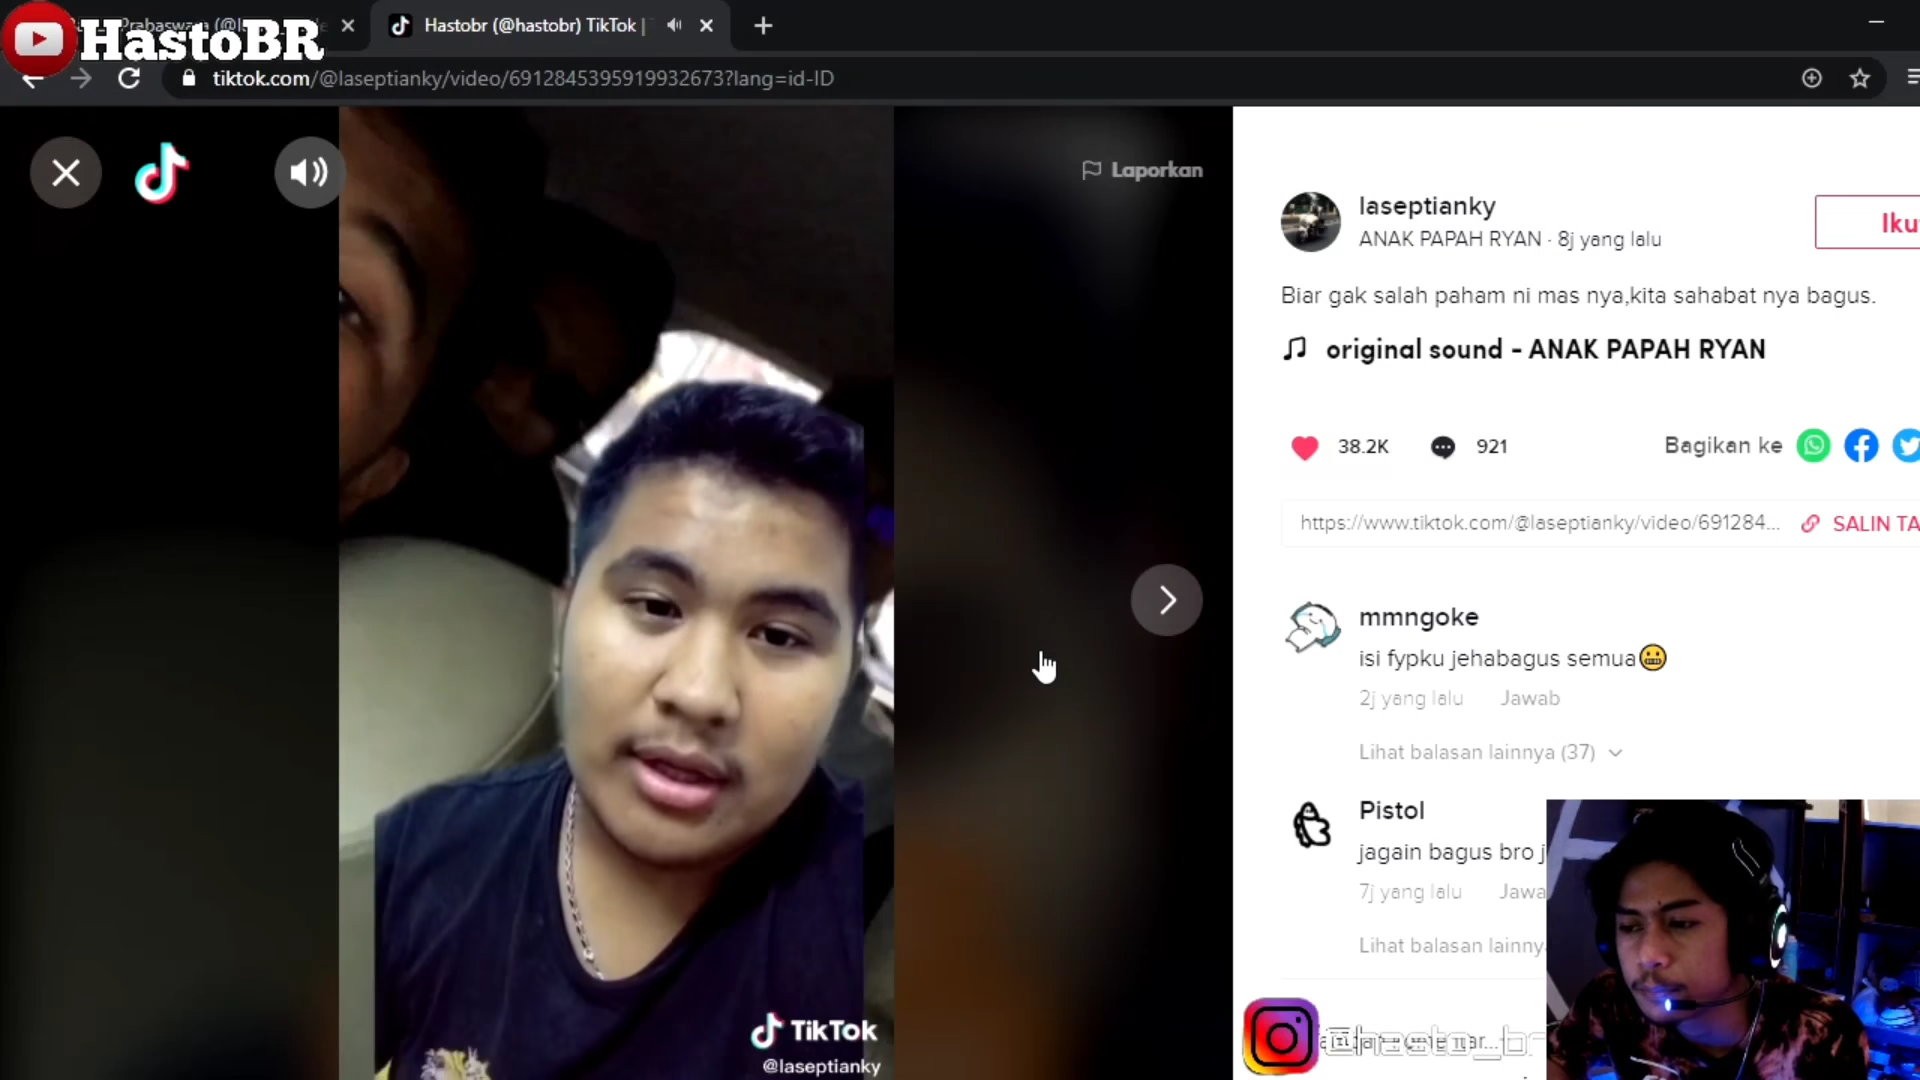 HastoBR
Hastobr (@hastobr) TikTok |
tiktok.com/@laseptianky/video/6912845395919932673?lang=id-ID
Laporkan
laseptianky
ANAK PAPAH RYAN · 8j yang lalu
Iku
Biar gak salah paham ni mas nya,kita sahabat nya bagus.
original sound - ANAK PAPAH RYAN
38.2K
921
Bagikan ke
https://www.tiktok.com/@laseptianky/video/691284...
SALIN TA
mmngoke
isi fypku jehabagus semua😬
2j yang lalu
Jawab
Lihat balasan lainnya (37)
Pistol
jagain bagus bro j
7j yang lalu
Jawa
Lihat balasan lainny
TikTok
@laseptianky
@hasto_br